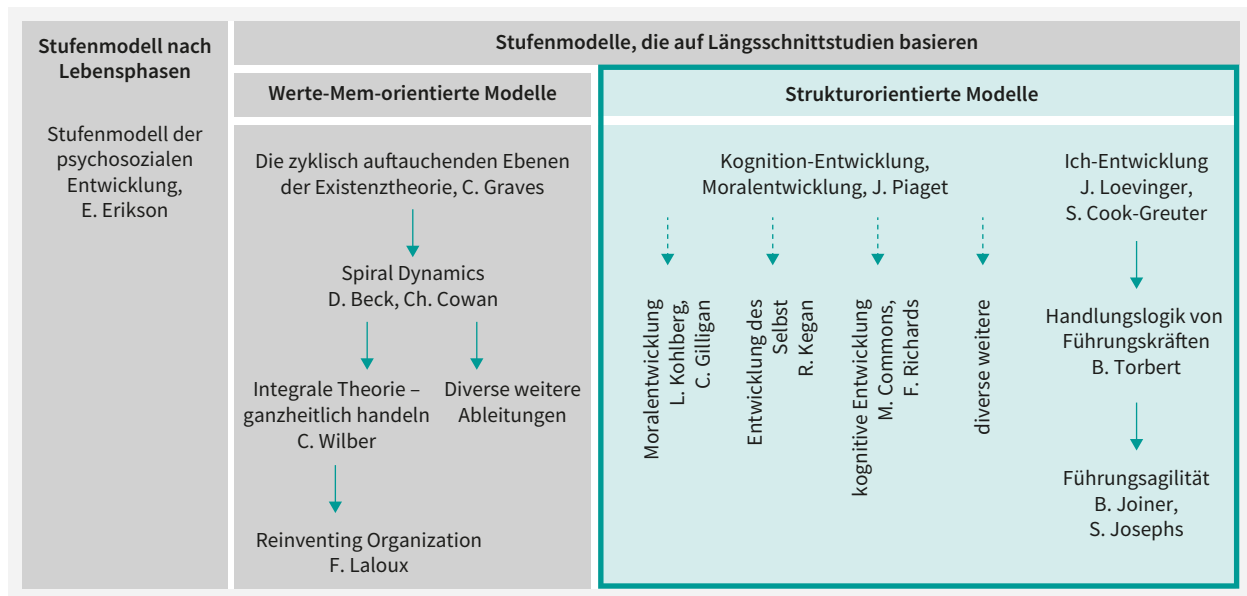 Stufenmodell nach
Lebensphasen
Stufenmodell der
psychosozialen
Entwicklung,
E. Erikson
Stufenmodelle, die auf Längsschnittstudien basieren
Werte-Mem-orientierte Modelle
Die zyklisch auftauchenden Ebenen
der Existenztheorie, C. Graves
Spiral Dynamics
D. Beck, Ch. Cowan
Integrale Theorie –
ganzheitlich handeln
C. Wilber
Diverse weitere
Ableitungen
Reinventing Organization
F. Laloux
Strukturorientierte Modelle
Kognition-Entwicklung,
Moralentwicklung, J. Piaget
Moralentwicklung
L. Kohlberg,
C. Gilligan
Entwicklung des
Selbst
R. Kegan
kognitive Entwicklung
M. Commons,
F. Richards
diverse weitere
Ich-Entwicklung
J. Loevinger,
S. Cook-Greuter
Handlungslogik von
Führungskräften
B. Torbert
Führungsagilität
B. Joiner,
S. Josephs